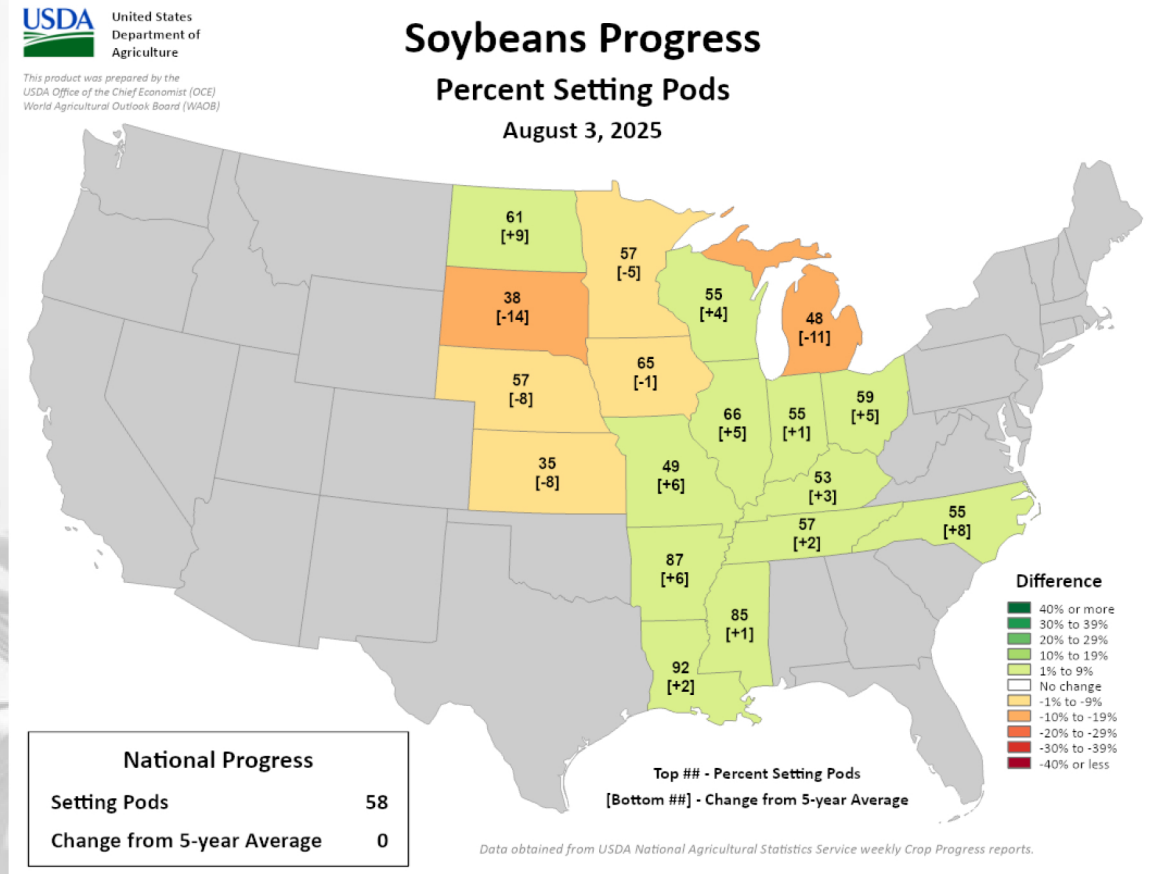 USDA
United States
Department of
Agriculture
This product was prepared by the
USDA Office of the Chief Economist (OCE)
World Agricultural Outlook Board (WAOB)
Soybeans Progress
Percent Setting Pods
August 3, 2025
61
[+9]
57
[-5]
38
[-14]
55
[+4]
48
[-11]
65
[-1]
57
[-8]
66
[+5]
55
[+1]
59
[+5]
35
[-8]
49
[+6]
53
[+3]
57
[+2]
55
[+8]
87
[+6]
85
[+1]
92
[+2]
Difference
40% or more
30% to 39%
20% to 29%
10% to 19%
1% to 9%
No change
-1% to -9%
-10% to -19%
-20% to -29%
-30% to -39%
-40% or less
National Progress
Setting Pods 58
Change from 5-year Average 0
Top ## - Percent Setting Pods
[Bottom ##] - Change from 5-year Average
Data obtained from USDA National Agricultural Statistics Service weekly Crop Progress reports.